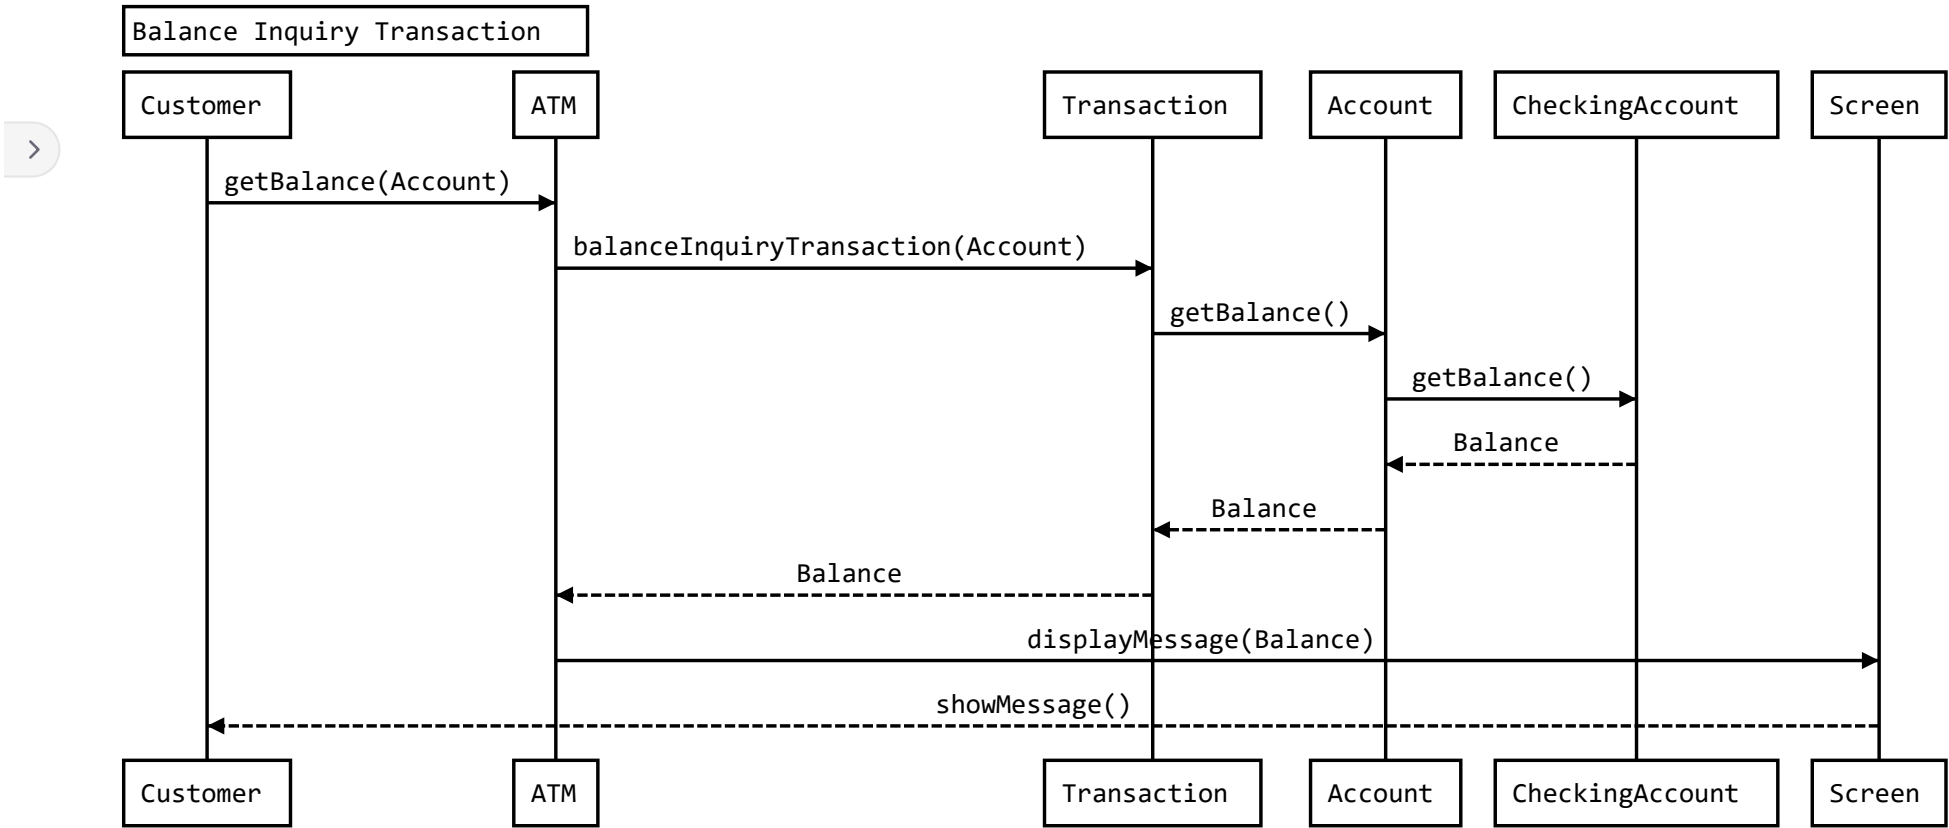 Balance Inquiry Transaction
Customer
ATM
Transaction
Account
CheckingAccount
Screen
getBalance(Account)
balanceInquiryTransaction(Account)
getBalance()
getBalance()
Balance
Balance
Balance
displayMessage(Balance)
showMessage()
Customer
ATM
Transaction
Account
CheckingAccount
Screen